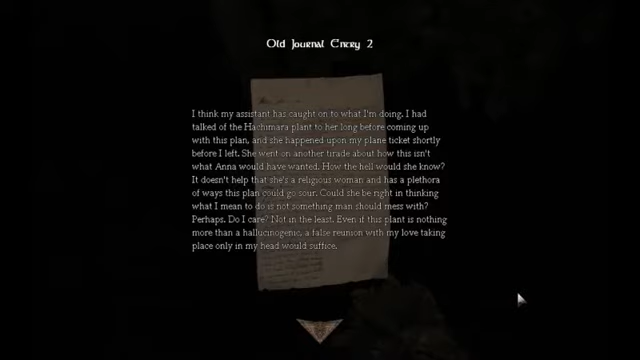 Old Journal Entry 2
I think my assistant has caught on to what I'm doing. I had
talked of the Hachimara plant to her long before coming up
with this plan, and she happened upon my plane ticket shortly
before I left. She went on another tirade about how this isn't
what Anna would have wanted. How the hell would she know?
It doesn't help that she's a religious woman and has a plethora
of ways this plan could go sour. Could she be right in thinking
what I mean to do is not something man should mess with?
Perhaps. Do I care? Not in the least. Even if this plant is nothing
more than a hallucinogenic, a false reunion with my love taking
place only in my head would suffice.